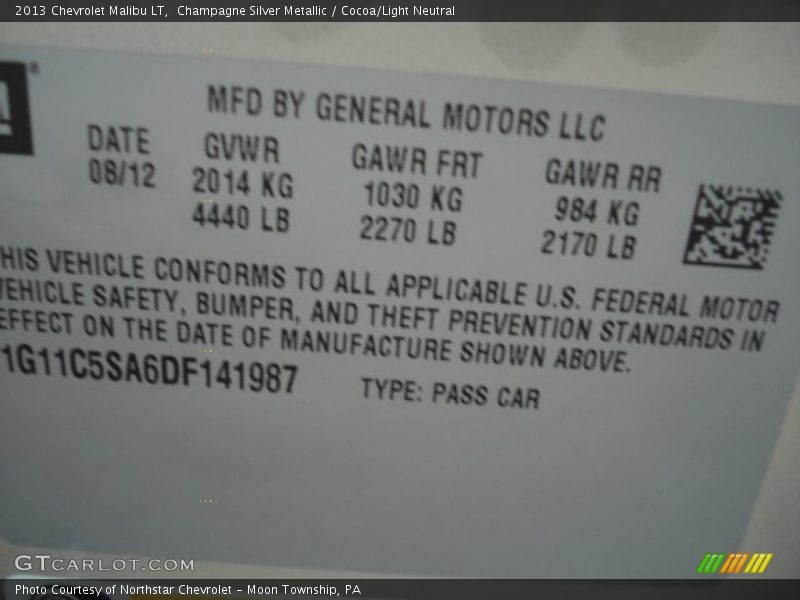 2013 Chevrolet Malibu LT, Champagne Silver Metallic / Cocoa/Light Neutral
MFD BY GENERAL MOTORS LLC
DATE GVWR GAWR FRT GAWR RR
08/12 2014 KG 1030 KG 984 KG
4440 LB 2270 LB 2170 LB
HIS VEHICLE CONFORMS TO ALL APPLICABLE U.S. FEDERAL MOTOR
VEHICLE SAFETY, BUMPER, AND THEFT PREVENTION STANDARDS IN
EFFECT ON THE DATE OF MANUFACTURE SHOWN ABOVE.
1G11C5SA6DF141987 TYPE: PASS CAR
GTCARLOT.COM
Photo Courtesy of Northstar Chevrolet - Moon Township, PA